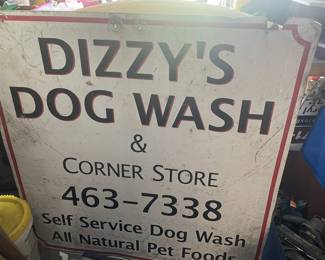 DIZZY'S
DOG WASH
&
CORNER STORE
463-7338
Self Service Dog Wash
All Natural Pet Foods